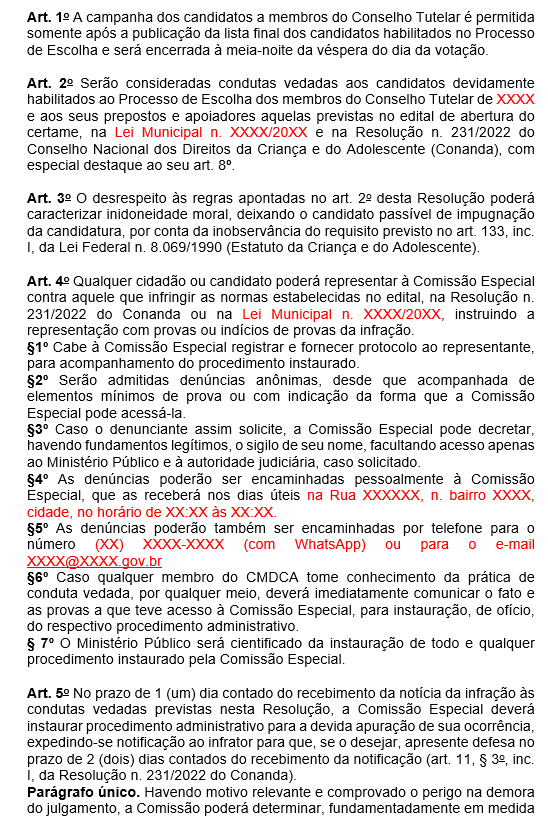 Art. 1º A campanha dos candidatos a membros do Conselho Tutelar é permitida
somente após a publicação da lista final dos candidatos habilitados no Processo
de Escolha e será encerrada à meia-noite da véspera do dia da votação.
Art. 2º Serão consideradas condutas vedadas aos candidatos devidamente
habilitados ao Processo de Escolha dos membros do Conselho Tutelar de XXXX
e aos seus prepostos e apoiadores aquelas previstas no edital de abertura do
certame, na Lei Municipal n. XXXX/20XX e na Resolução n. 231/2022 do
Conselho Nacional dos Direitos da Criança e do Adolescente (Conanda), com
especial destaque ao seu art. 8º.
Art. 3º O desrespeito às regras apontadas no art. 2º desta Resolução poderá
caracterizar inidoneidade moral, deixando o candidato passível de impugnação
da candidatura, por conta da inobservância do requisito previsto no art. 133, inc.
I, da Lei Federal n. 8.069/1990 (Estatuto da Criança e do Adolescente).
Art. 4º Qualquer cidadão ou candidato poderá representar à Comissão Especial
contra aquele que infringir as normas estabelecidas no edital, na Resolução n.
231/2022 do Conanda ou na Lei Municipal n. XXXX/20XX, instruindo a
representação com provas ou indícios de provas da infração.
§1º Cabe à Comissão Especial registrar e fornecer protocolo ao representante,
para acompanhamento do procedimento instaurado.
§2º Serão admitidas denúncias anônimas, desde que acompanhada de
elementos mínimos de prova ou com indicação da forma que a Comissão
Especial pode acessá-la.
§3º Caso o denunciante assim solicite, a Comissão Especial pode decretar,
havendo fundamentos legítimos, o sigilo de seu nome, facultando acesso apenas
ao Ministério Público e à autoridade judiciária, caso solicitado.
§4º As denúncias poderão ser encaminhadas pessoalmente à Comissão
Especial, que as receberá nos dias úteis na Rua XXXXXX, n. bairro XXXX,
cidade, no horário de XX:XX às XX:XX.
§5º As denúncias poderão também ser encaminhadas por telefone para o
número (XX) XXXX-XXXX (com WhatsApp) ou para o e-mail
XXXX@XXXX.gov.br
§6º Caso qualquer membro do CMDCA tome conhecimento da prática de
conduta vedada, por qualquer meio, deverá imediatamente comunicar o fato e
as provas a que teve acesso à Comissão Especial, para instauração, de ofício,
do respectivo procedimento administrativo.
§ 7º O Ministério Público será cientificado da instauração de todo e qualquer
procedimento instaurado pela Comissão Especial.
Art. 5º No prazo de 1 (um) dia contado do recebimento da notícia da infração às
condutas vedadas previstas nesta Resolução, a Comissão Especial deverá
instaurar procedimento administrativo para a devida apuração de sua ocorrência,
expedindo-se notificação ao infrator para que, se o desejar, apresente defesa no
prazo de 2 (dois) dias contados do recebimento da notificação (art. 11, § 3º, inc.
I, da Resolução n. 231/2022 do Conanda).
Parágrafo único. Havendo motivo relevante e comprovado o perigo na demora
do julgamento, a Comissão poderá determinar, fundamentadamente em medida